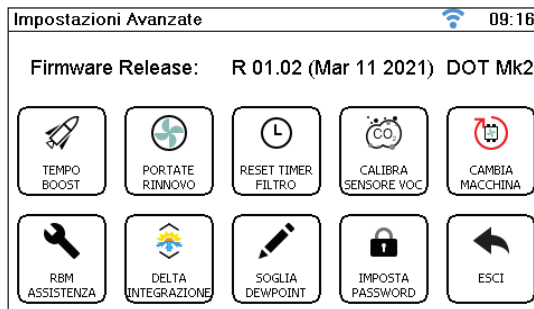 Impostazioni Avanzate 09:16
Firmware Release: R 01.02 (Mar 11 2021) DOT Mk2
CO2
TEMPO
BOOST
PORTATE
RINNOVO
RESET TIMER
FILTRO
CALIBRA
SENSORE VOC
CAMBIA
MACCHINA
RBM
ASSISTENZA
DELTA
INTEGRAZIONE
SOGLIA
DEWPOINT
IMPOSTA
PASSWORD
ESCI